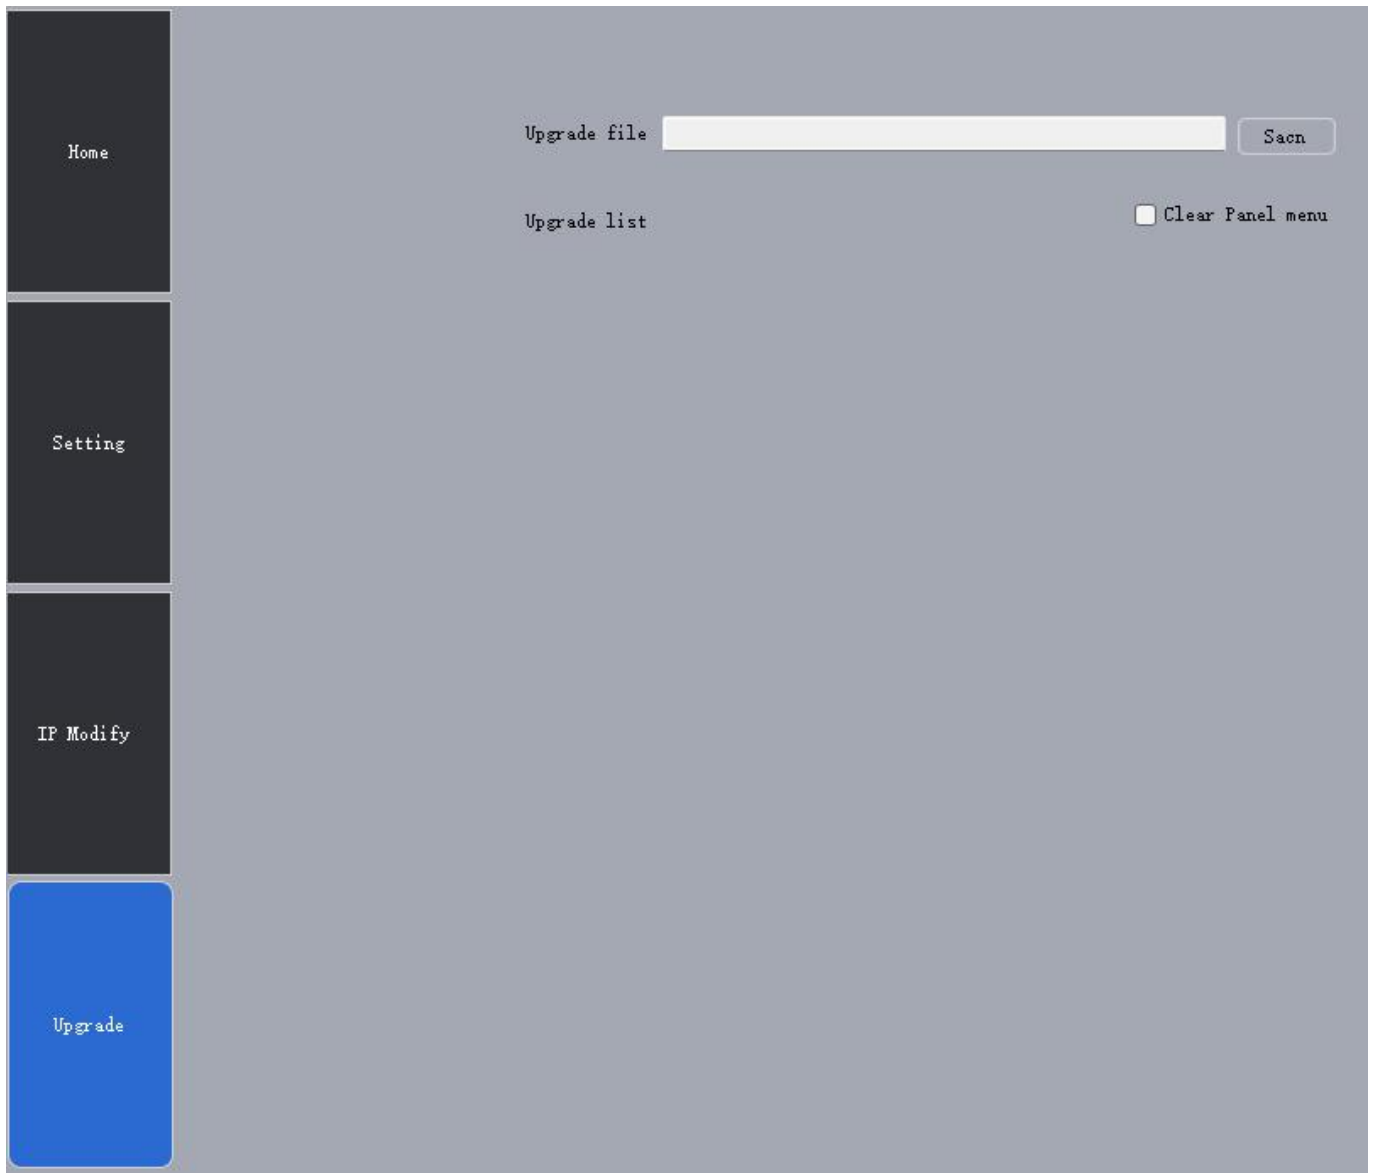 Home
Upgrade file
Sacn
Upgrade list
Clear Panel menu
Setting
IP Modify
Upgrade